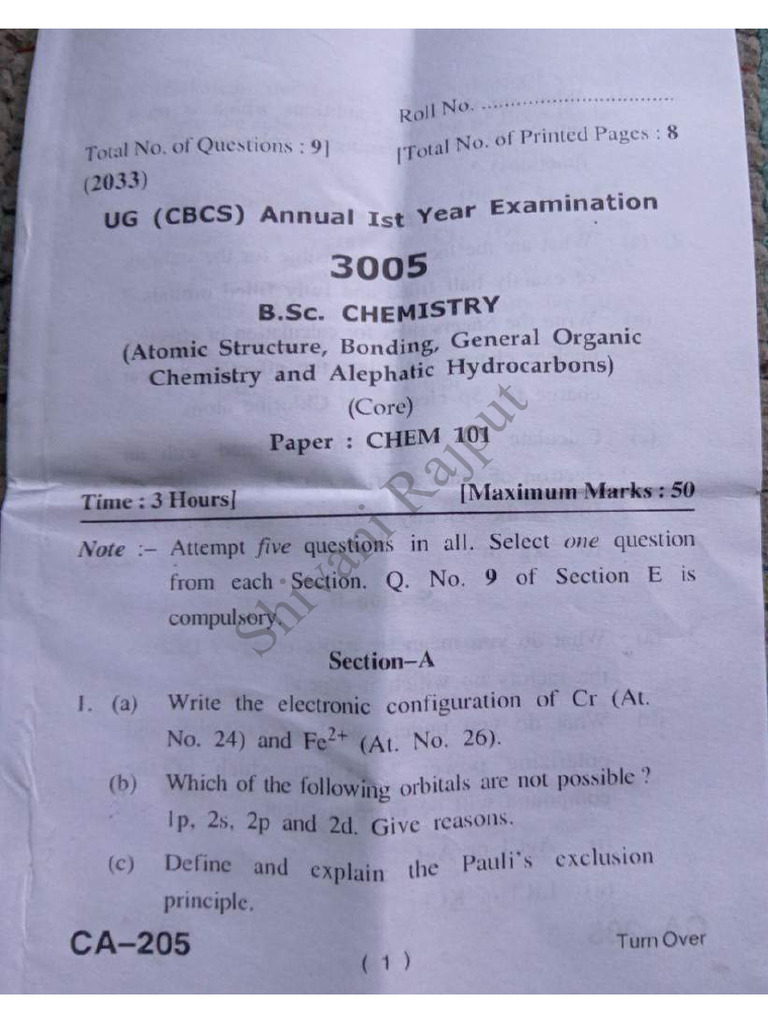 Roll No. ....................................
Total No. of Questions : 9] [Total No. of Printed Pages : 8
(2033)
UG (CBCS) Annual Ist Year Examination
3005
B.Sc. CHEMISTRY
(Atomic Structure, Bonding, General Organic
Chemistry and Alephatic Hydrocarbons)
(Core)
Paper : CHEM 101
Time : 3 Hours] [Maximum Marks : 50
Note :– Attempt five questions in all. Select one question
from each Section. Q. No. 9 of Section E is
compulsory.
Section–A
1. (a) Write the electronic configuration of Cr (At.
No. 24) and Fe2+ (At. No. 26).
(b) Which of the following orbitals are not possible ?
1p, 2s, 2p and 2d. Give reasons.
(c) Define and explain the Pauli's exclusion
principle.
CA–205
( 1 )
Turn Over
Shivani Rajput